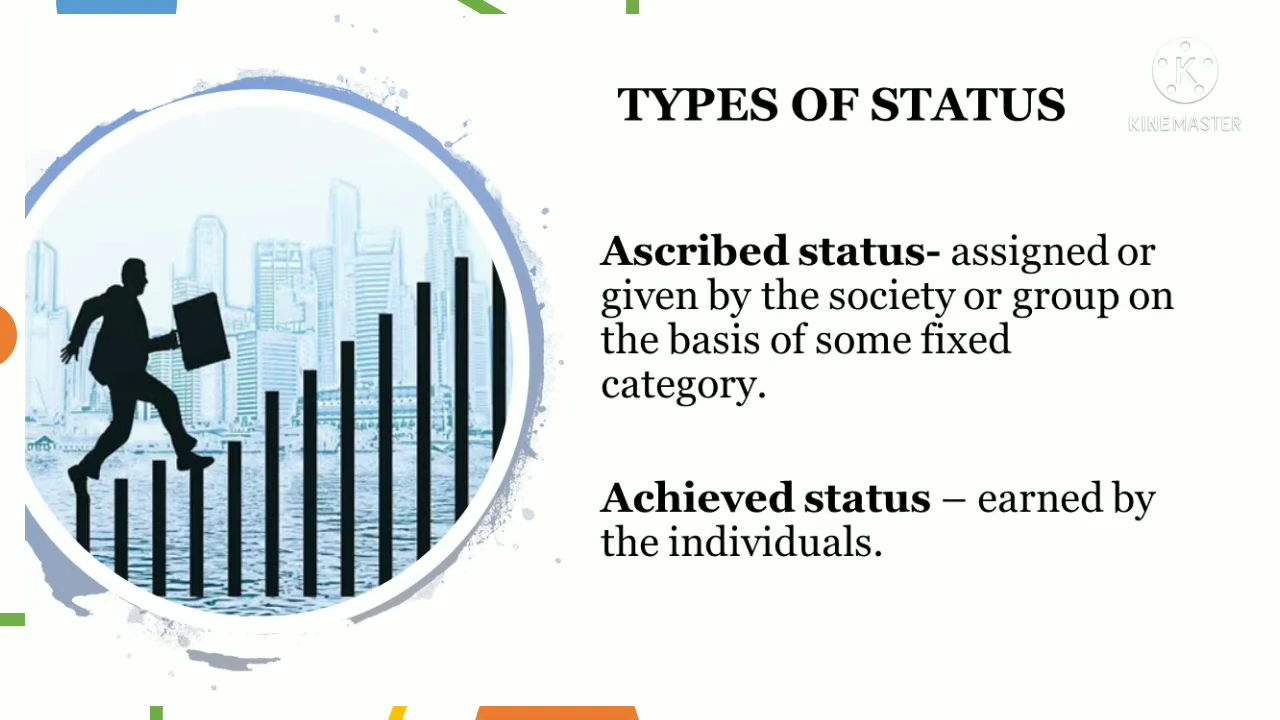 TYPES OF STATUS
K
KINEMASTER
Ascribed status- assigned or
given by the society or group on
the basis of some fixed
category.
Achieved status – earned by
the individuals.